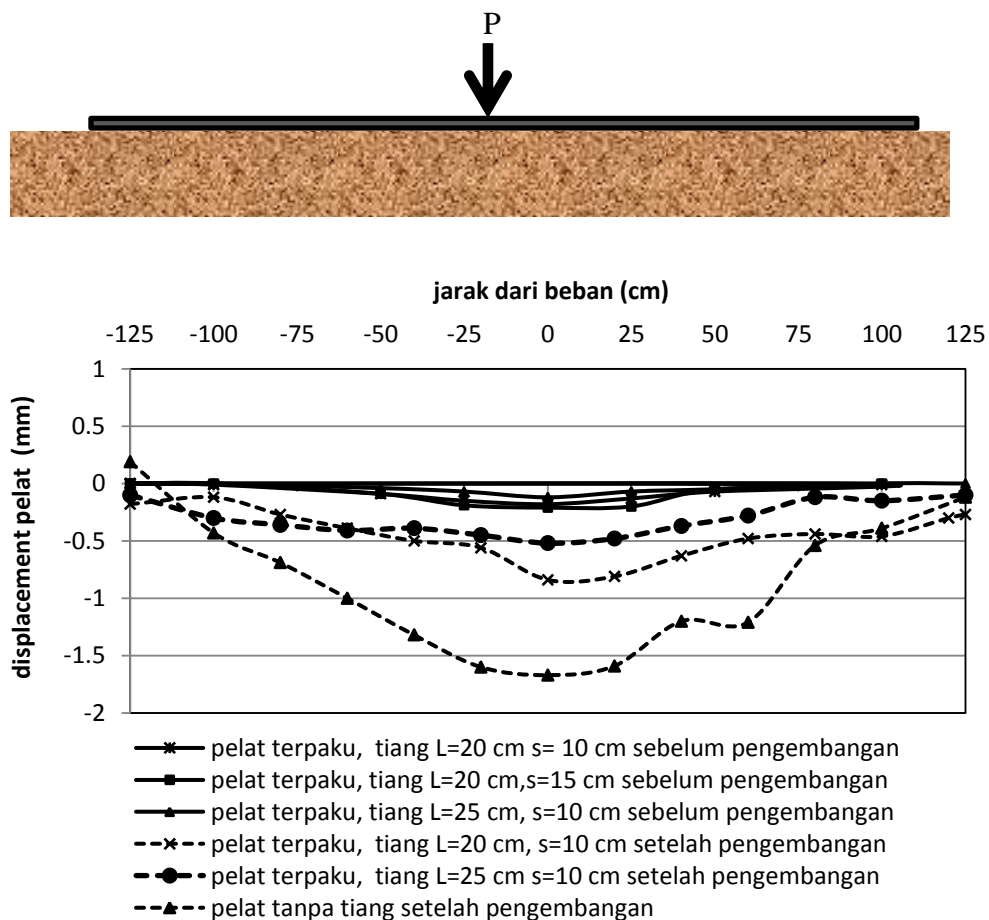 P
jarak dari beban (cm)
-125 -100 -75 -50 -25 0 25 50 75 100 125
displacement pelat (mm)
1
0.5
0
-0.5
-1
-1.5
-2
pelat terpaku, tiang L=20 cm s= 10 cm sebelum pengembangan
pelat terpaku, tiang L=20 cm,s=15 cm sebelum pengembangan
pelat terpaku, tiang L=25 cm, s=10 cm sebelum pengembangan
pelat terpaku, tiang L=20 cm, s=10 cm setelah pengembangan
pelat terpaku, tiang L=25 cm s=10 cm setelah pengembangan
pelat tanpa tiang setelah pengembangan